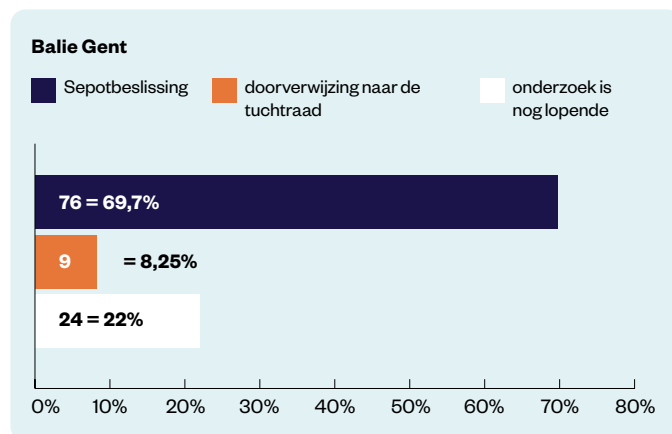 Balie Gent
Sepotbeslissing
doorverwijzing naar de
tuchtraad
onderzoek is
nog lopende
76 = 69,7%
9 = 8,25%
24 = 22%
0% 10% 20% 30% 40% 50% 60% 70% 80%